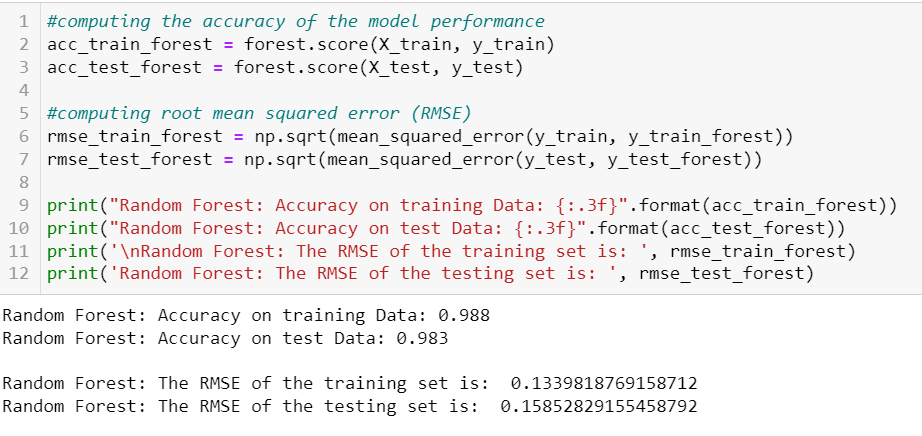 1 #computing the accuracy of the model performance
2 acc_train_forest = forest.score(X_train, y_train)
3 acc_test_forest = forest.score(X_test, y_test)
4
5 #computing root mean squared error (RMSE)
6 rmse_train_forest = np.sqrt(mean_squared_error(y_train, y_train_forest))
7 rmse_test_forest = np.sqrt(mean_squared_error(y_test, y_test_forest))
8
9 print("Random Forest: Accuracy on training Data: {:.3f}".format(acc_train_forest))
10 print("Random Forest: Accuracy on test Data: {:.3f}".format(acc_test_forest))
11 print('\nRandom Forest: The RMSE of the training set is: ', rmse_train_forest)
12 print('Random Forest: The RMSE of the testing set is: ', rmse_test_forest)
Random Forest: Accuracy on training Data: 0.988
Random Forest: Accuracy on test Data: 0.983
Random Forest: The RMSE of the training set is:  0.1339818769158712
Random Forest: The RMSE of the testing set is:  0.15852829155458792